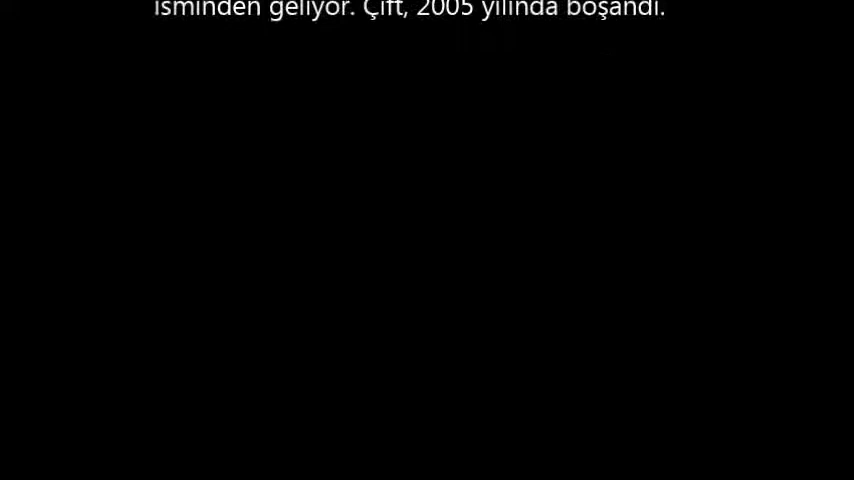 isminden geliyor. Çift, 2005 yılında boşandı.